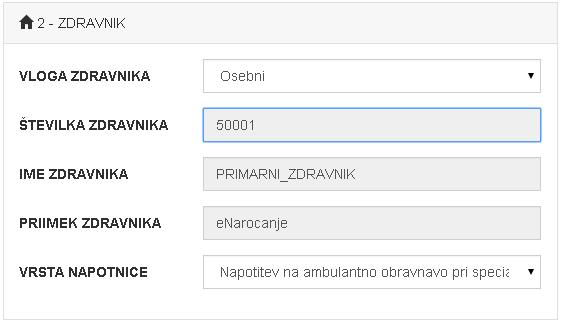 2 - ZDRAVNIK
VLOGA ZDRAVNIKA Osebni
ŠTEVILKA ZDRAVNIKA 50001
IME ZDRAVNIKA PRIMARNI_ZDRAVNIK
PRIIMEK ZDRAVNIKA eNarocanje
VRSTA NAPOTNICE Napotitev na ambulantno obravnavo pri specia